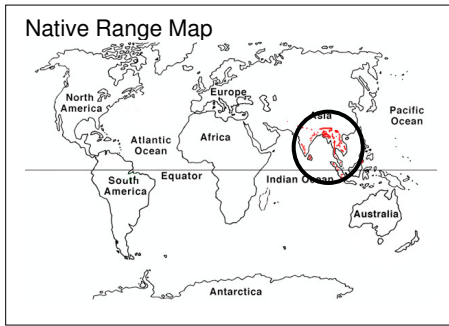 Native Range Map
North
America
Europe
Asia
Pacific
Ocean
Atlantic
Ocean
Africa
South
America
Equator
Indian Ocean
Australia
Antarctica